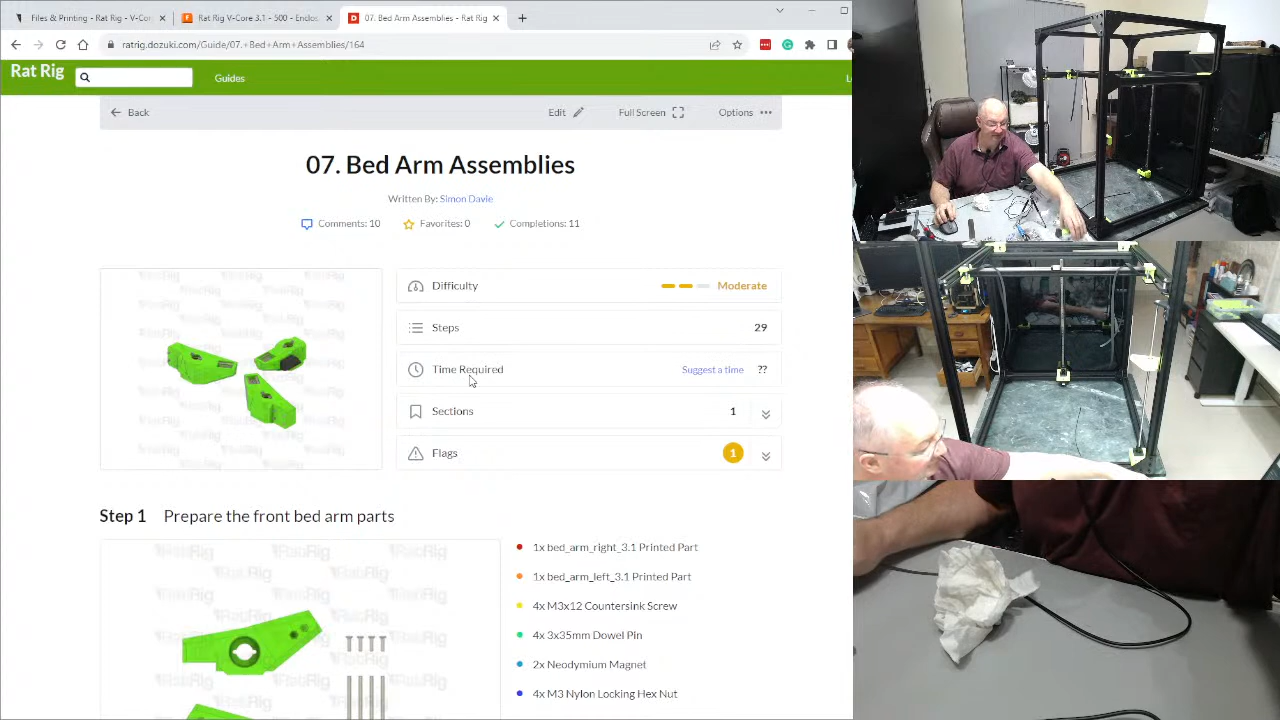 Files & Printing - Rat Rig - V-Cor
Rat Rig V-Core 3.1 - 500 - Endos
07. Bed Arm Assemblies - Rat Rig
ratrig.dozuki.com/Guide/07.+Bed+Arm+Assemblies/164
Rat Rig
Guides
Back
Edit
Full Screen
Options
07. Bed Arm Assemblies
Written By: Simon Davie
Comments: 10
Favorites: 0
Completions: 11
Difficulty
Moderate
Steps
29
Time Required
Suggest a time ??
Sections
1
Flags
1
Step 1 Prepare the front bed arm parts
1x bed_arm_right_3.1 Printed Part
1x bed_arm_left_3.1 Printed Part
4x M3x12 Countersink Screw
4x 3x35mm Dowel Pin
2x Neodymium Magnet
4x M3 Nylon Locking Hex Nut